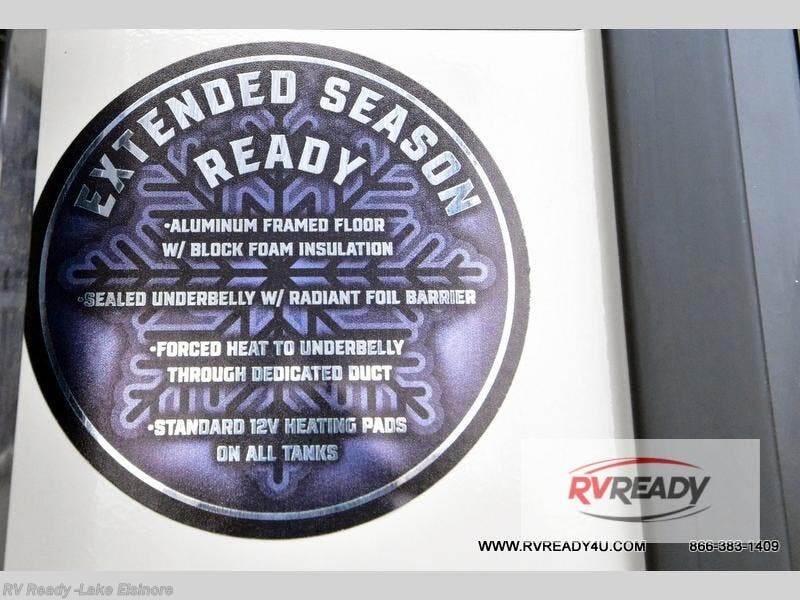 EXTENDED SEASON
READY
•ALUMINUM FRAMED FLOOR
W/ BLOCK FOAM INSULATION
•SEALED UNDERBELLY W/ RADIANT FOIL BARRIER
•FORCED HEAT TO UNDERBELLY
THROUGH DEDICATED DUCT
•STANDARD 12V HEATING PADS
ON ALL TANKS
RVREADY
WWW.RVREADY4U.COM 866-383-1409
RV Ready -Lake Elsinore